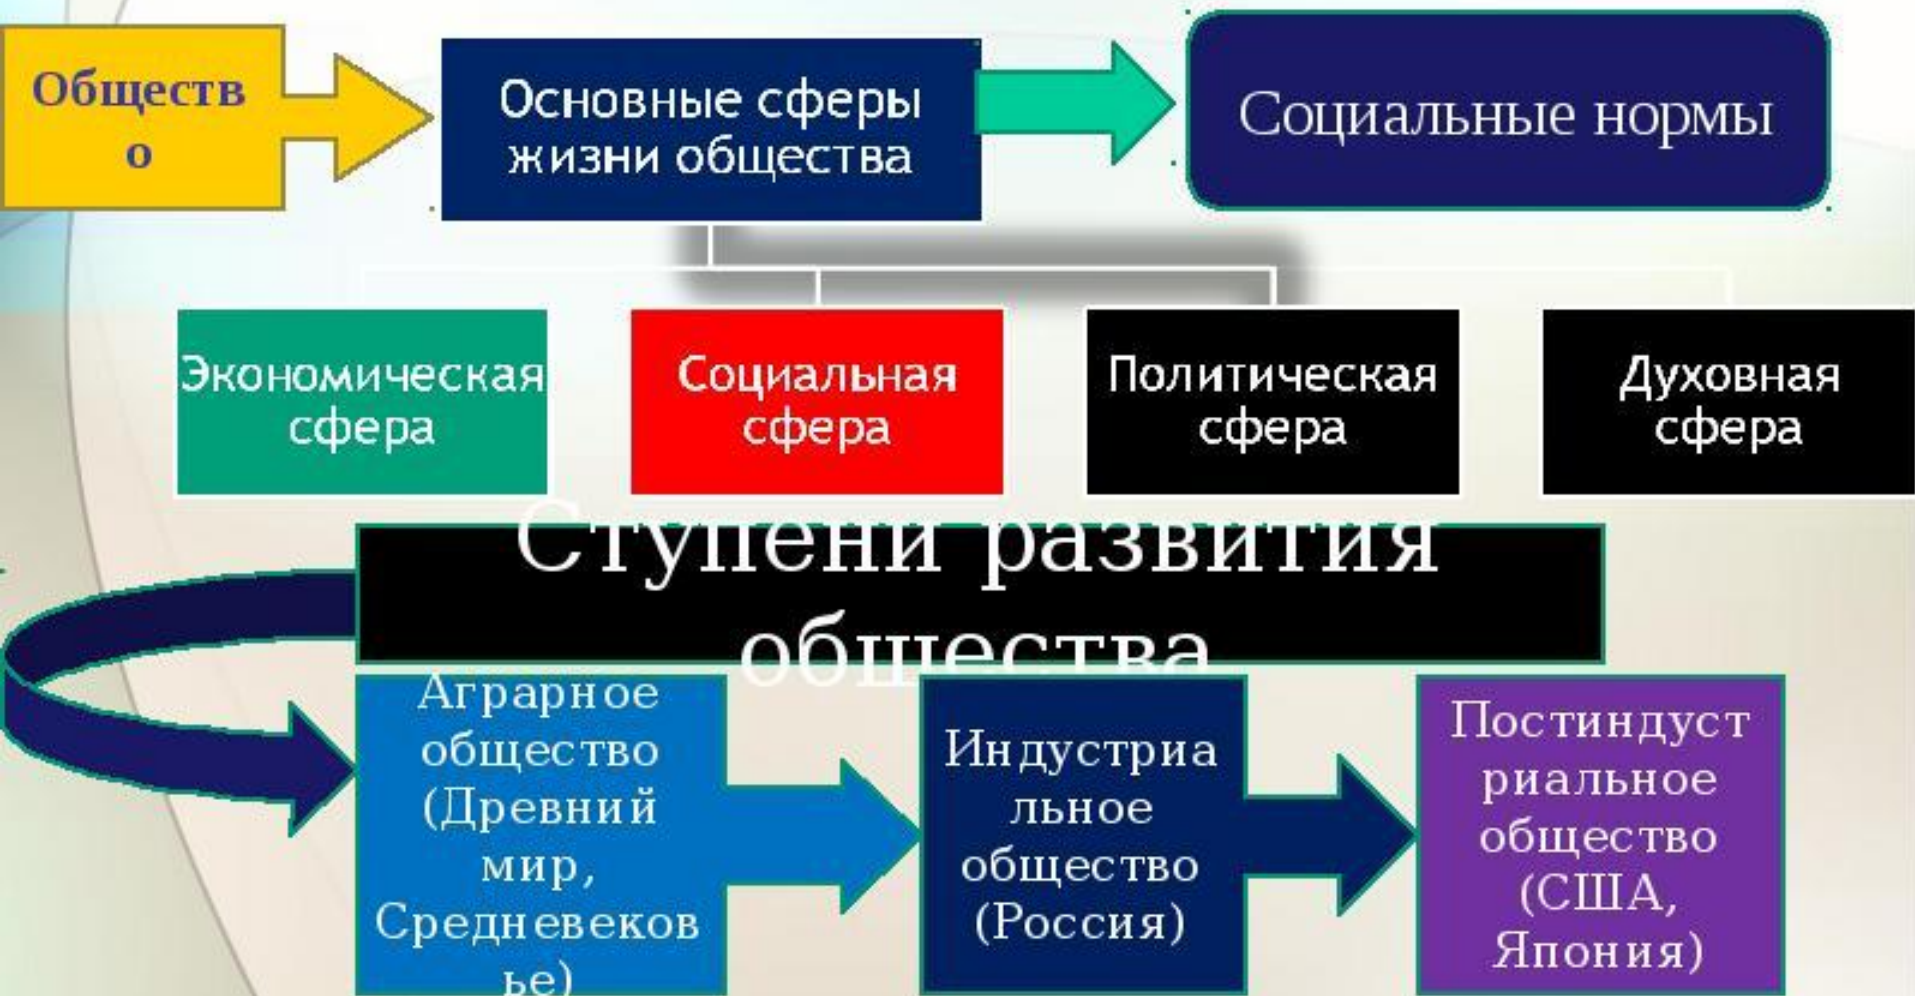 Обществ
о
Основные сферы
жизни общества
Социальные нормы
Экономическая
сфера
Социальная
сфера
Политическая
сфера
Духовная
сфера
Ступени развития
общества
Аграрное
общество
(Древний
мир,
Средневеков
ье)
Индустриа
льное
общество
(Россия)
Постиндуст
риальное
общество
(США,
Япония)